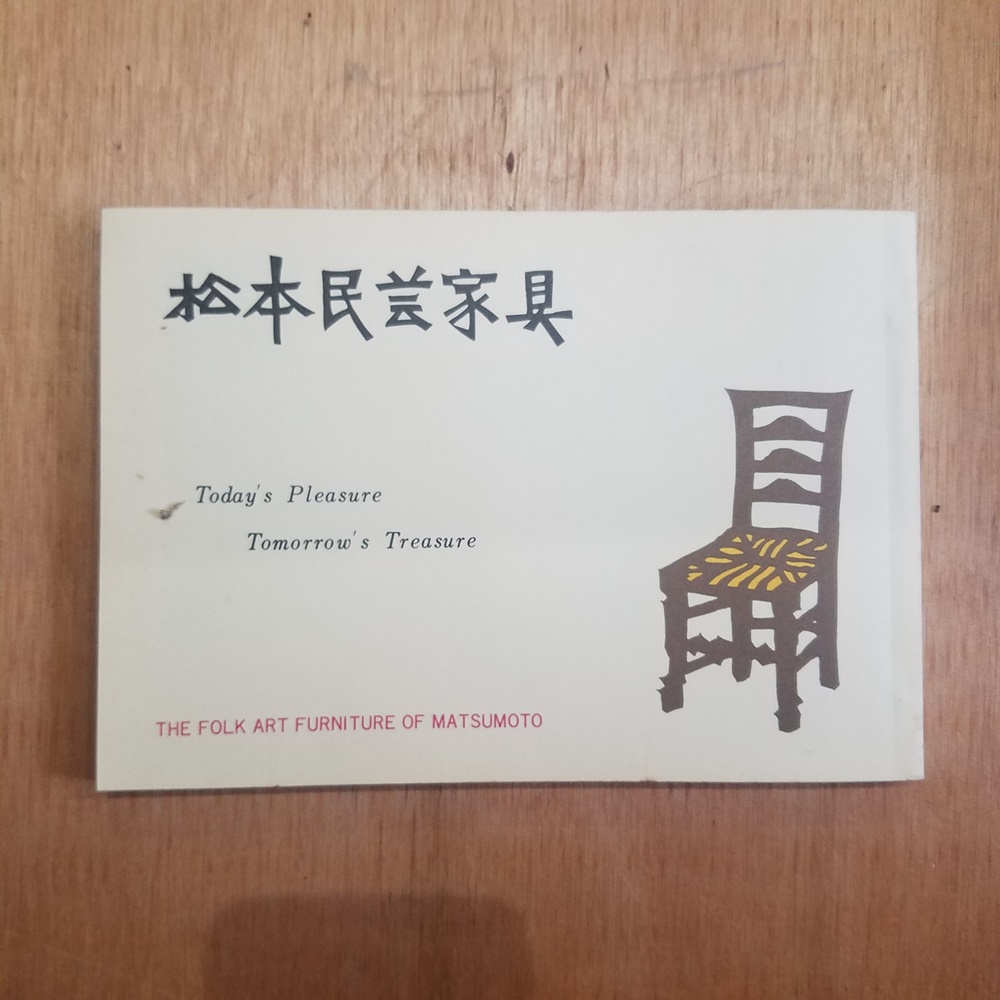 松本民芸家具
Today's Pleasure
Tomorrow's Treasure
THE FOLK ART FURNITURE OF MATSUMOTO